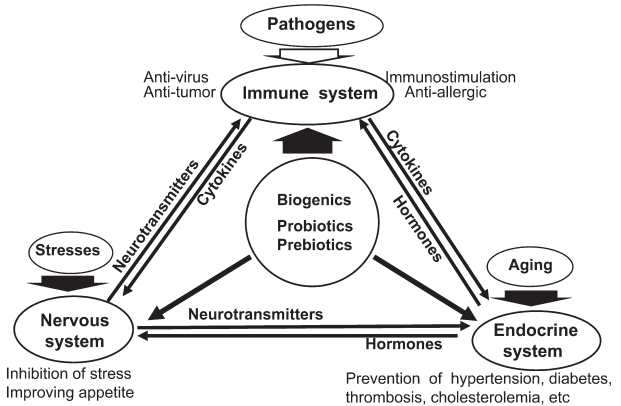 Pathogens
Anti-virus
Anti-tumor
Immune system
Immunostimulation
Anti-allergic
Neurotransmitters
Cytokines
Cytokines
Hormones
Biogenics
Probiotics
Prebiotics
Stresses
Aging
Nervous
system
Neurotransmitters
Hormones
Endocrine
system
Inhibition of stress
Improving appetite
Prevention of hypertension, diabetes,
thrombosis, cholesterolemia, etc